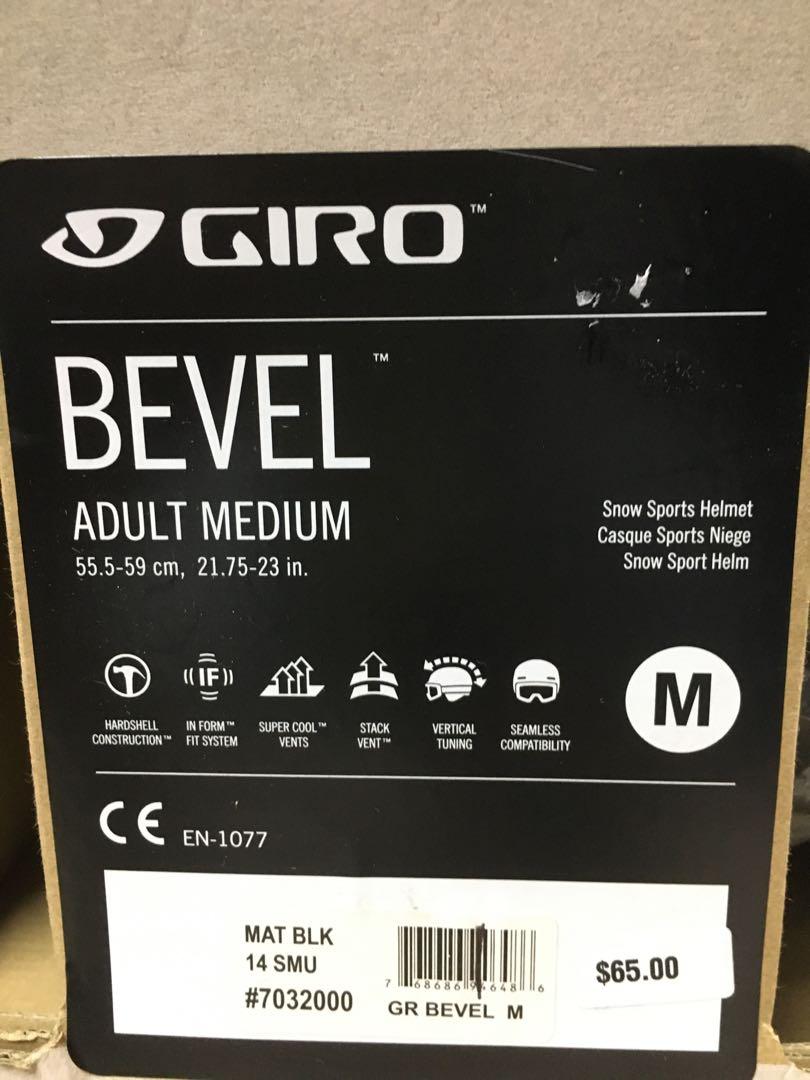 GIRO™
BEVEL™
ADULT MEDIUM
55.5-59 cm, 21.75-23 in.
Snow Sports Helmet
Casque Sports Niege
Snow Sport Helm
HARDSHELL
CONSTRUCTION™
((IF))
IN FORM™
FIT SYSTEM
SUPER COOL™
VENTS
STACK
VENT™
VERTICAL
TUNING
SEAMLESS
COMPATIBILITY
M
CE EN-1077
MAT BLK
14 SMU
#7032000
GR BEVEL M
$65.00